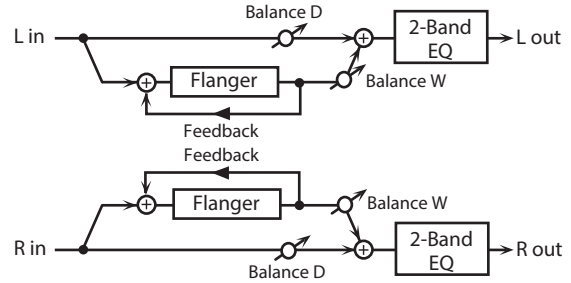 Balance D
L in
+
2-Band
EQ
L out
+
Flanger
Balance W
Feedback
Feedback
+
Flanger
Balance W
R in
+
2-Band
EQ
R out
Balance D